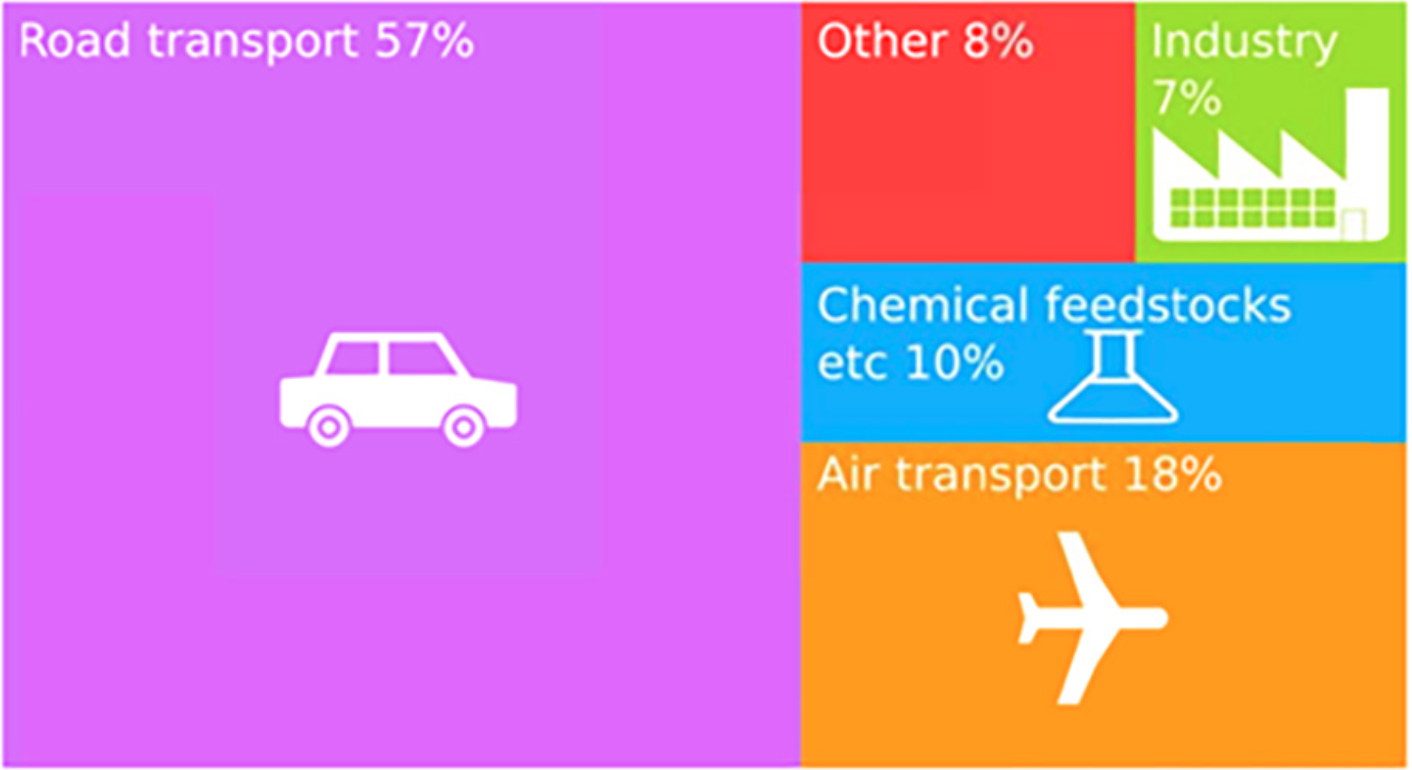 Road transport 57%
Other 8%
Industry
7%
Chemical feedstocks
etc 10%
Air transport 18%